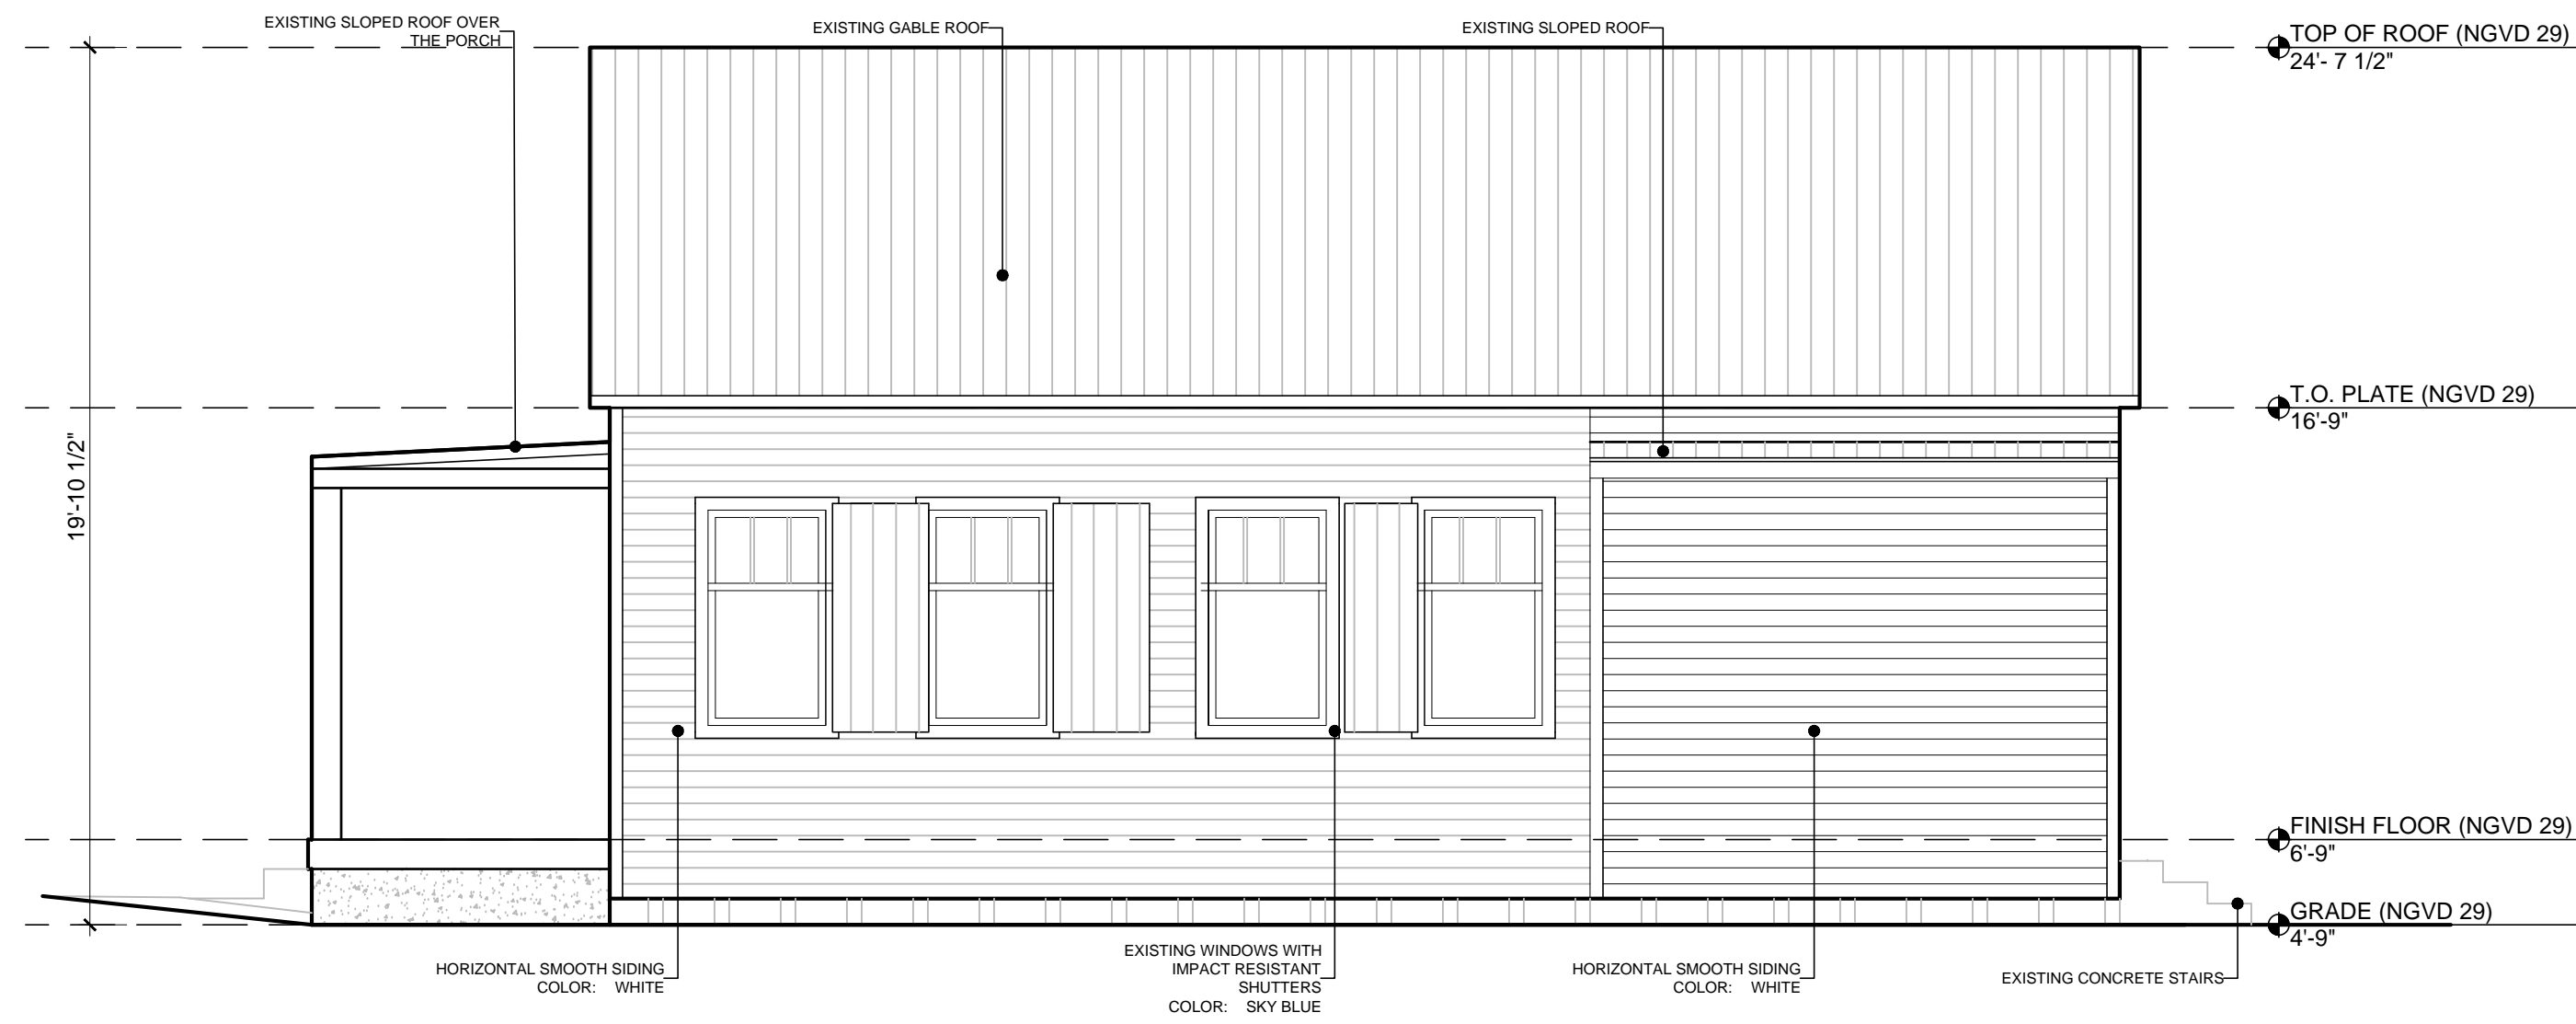 EXISTING SLOPED ROOF OVER
THE PORCH
EXISTING GABLE ROOF
EXISTING SLOPED ROOF
TOP OF ROOF (NGVD 29)
24'- 7 1/2"
T.O. PLATE (NGVD 29)
16'-9"
19'-10 1/2"
FINISH FLOOR (NGVD 29)
6'-9"
GRADE (NGVD 29)
4'-9"
HORIZONTAL SMOOTH SIDING
COLOR: WHITE
EXISTING WINDOWS WITH
IMPACT RESISTANT
SHUTTERS
COLOR: SKY BLUE
HORIZONTAL SMOOTH SIDING
COLOR: WHITE
EXISTING CONCRETE STAIRS